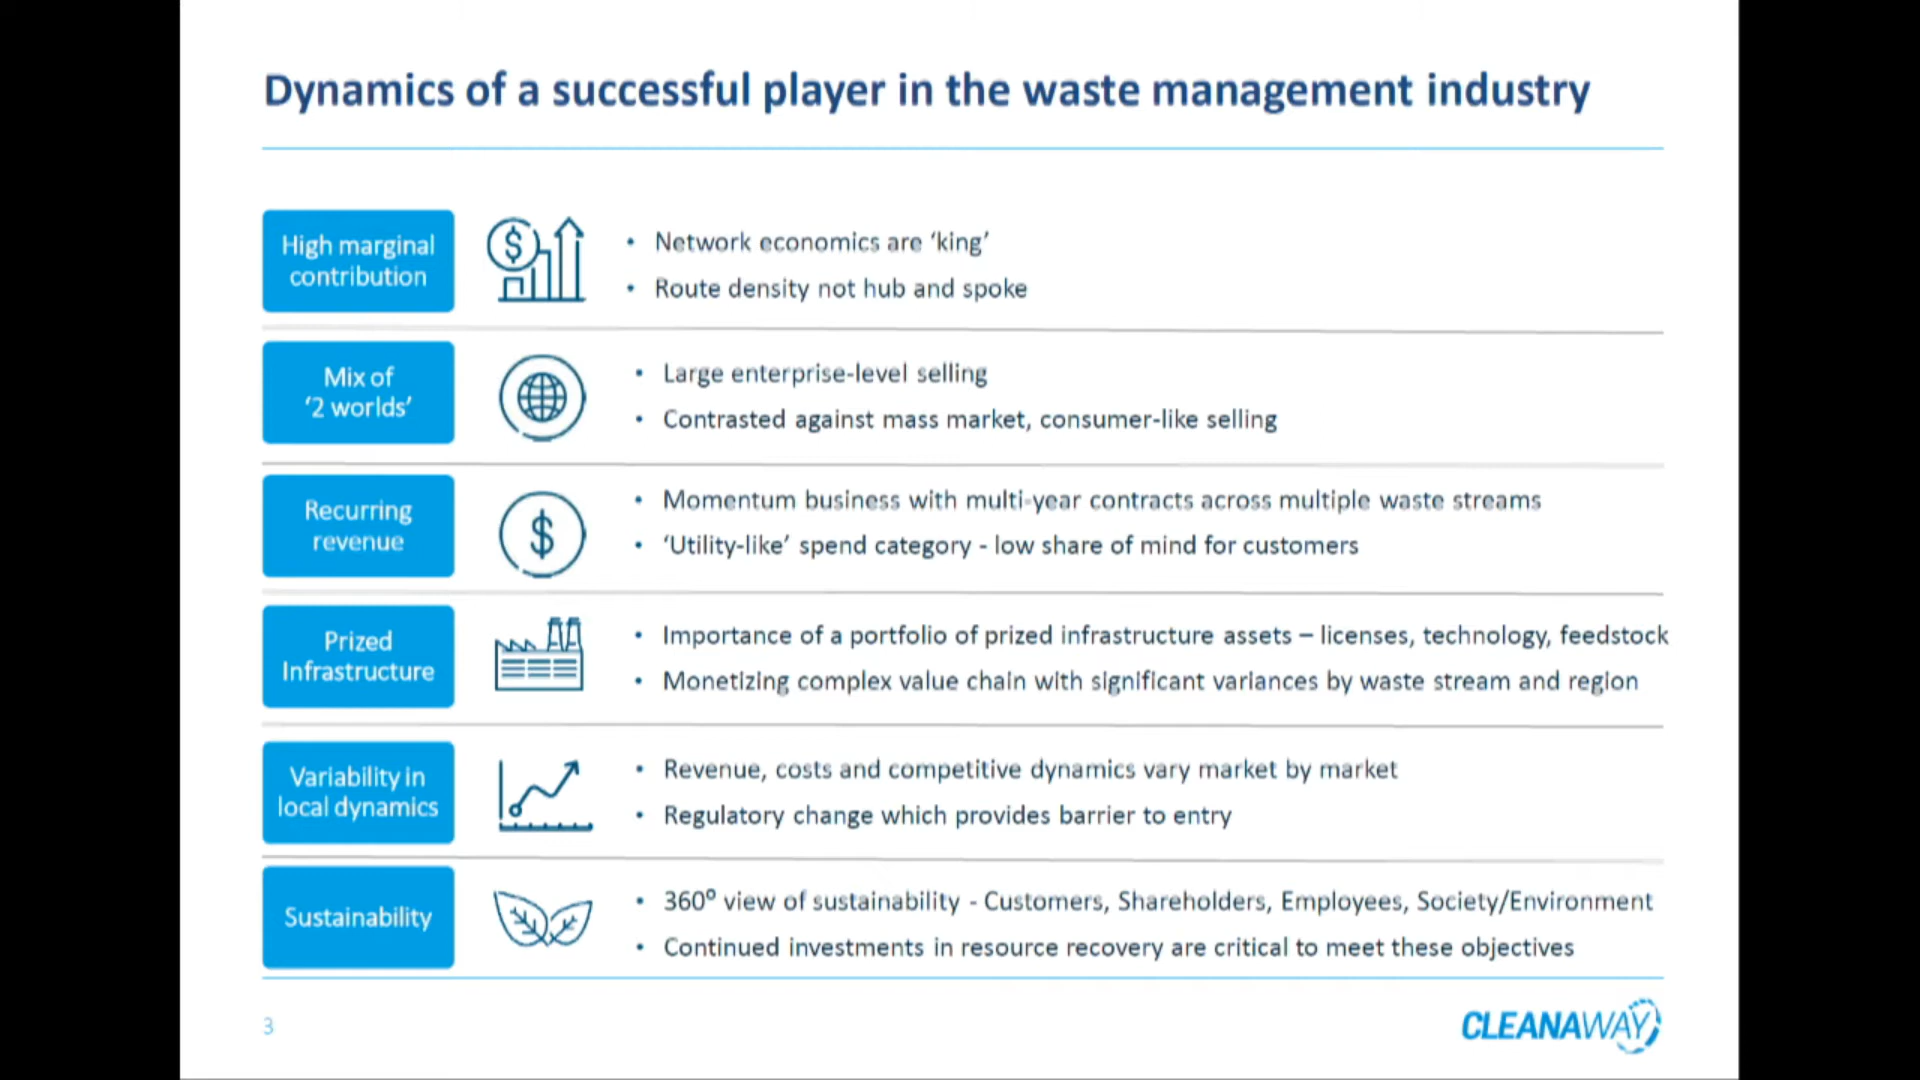 Dynamics of a successful player in the waste management industry
High marginal
contribution
• Network economics are ‘king’
• Route density not hub and spoke
Mix of
‘2 worlds’
• Large enterprise-level selling
• Contrasted against mass market, consumer-like selling
Recurring
revenue
• Momentum business with multi-year contracts across multiple waste streams
• ‘Utility-like’ spend category - low share of mind for customers
Prized
Infrastructure
• Importance of a portfolio of prized infrastructure assets – licenses, technology, feedstock
• Monetizing complex value chain with significant variances by waste stream and region
Variability in
local dynamics
• Revenue, costs and competitive dynamics vary market by market
• Regulatory change which provides barrier to entry
Sustainability
• 360⁰ view of sustainability - Customers, Shareholders, Employees, Society/Environment
• Continued investments in resource recovery are critical to meet these objectives
3
CLEANAWAY